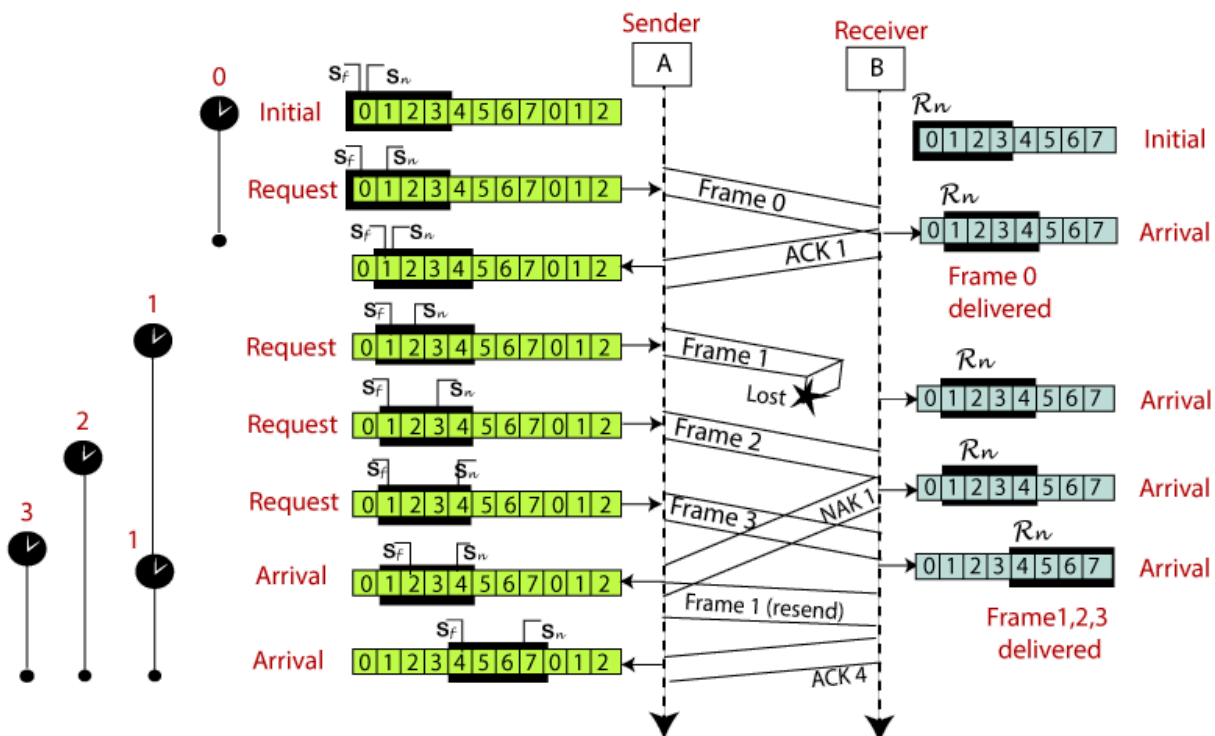 Sender
Receiver
A
B
0
Sf Sn
Initial
0 1 2 3 4 5 6 7 0 1 2
Rn
0 1 2 3 4 5 6 7
Initial
Sf Sn
Request
0 1 2 3 4 5 6 7 0 1 2
Frame 0
Rn
0 1 2 3 4 5 6 7
Arrival
Sf Sn
0 1 2 3 4 5 6 7 0 1 2
ACK 1
Frame 0
delivered
1
Sf Sn
Request
0 1 2 3 4 5 6 7 0 1 2
Frame 1
Lost
Rn
0 1 2 3 4 5 6 7
Arrival
2
Sf Sn
Request
0 1 2 3 4 5 6 7 0 1 2
Frame 2
Rn
0 1 2 3 4 5 6 7
Arrival
3
Sf Sn
Request
0 1 2 3 4 5 6 7 0 1 2
Frame 3
NAK 1
Rn
0 1 2 3 4 5 6 7
Arrival
1
Sf Sn
Arrival
0 1 2 3 4 5 6 7 0 1 2
Frame 1 (resend)
Frame1,2,3
delivered
Sf Sn
Arrival
0 1 2 3 4 5 6 7 0 1 2
ACK 4